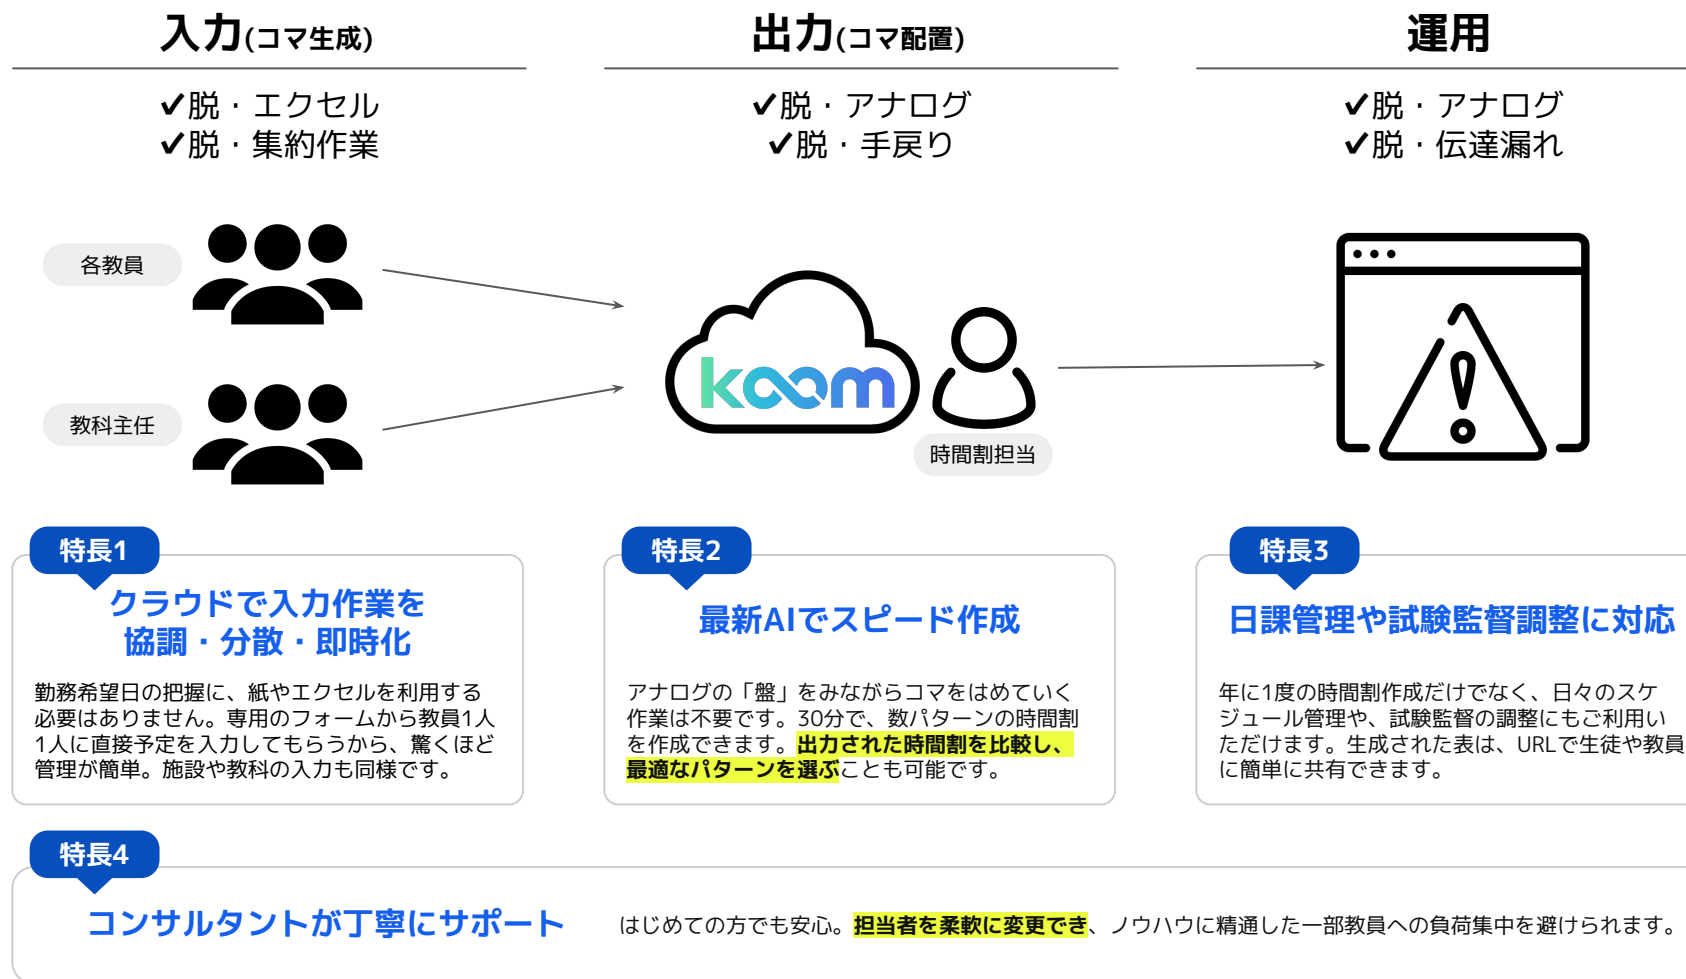 入力(コマ生成)
✓脱・エクセル
✓脱・集約作業
各教員
教科主任
出力(コマ配置)
✓脱・アナログ
✓脱・手戻り
koom
時間割担当
運用
✓脱・アナログ
✓脱・伝達漏れ
特長1
クラウドで入力作業を
協調・分散・即時化
勤務希望日の把握に、紙やエクセルを利用する
必要はありません。専用のフォームから教員1人
1人に直接予定を入力してもらうから、驚くほど
管理が簡単。施設や教科の入力も同様です。
特長2
最新AIでスピード作成
アナログの「盤」をみながらコマをはめていく
作業は不要です。30分で、数パターンの時間割
を作成できます。出力された時間割を比較し、
最適なパターンを選ぶことも可能です。
特長3
日課管理や試験監督調整に対応
年に1度の時間割作成だけでなく、日々のスケ
ジュール管理や、試験監督の調整にもご利用い
ただけます。生成された表は、URLで生徒や教員
に簡単に共有できます。
特長4
コンサルタントが丁寧にサポート
はじめての方でも安心。担当者を柔軟に変更でき、ノウハウに精通した一部教員への負荷集中を避けられます。